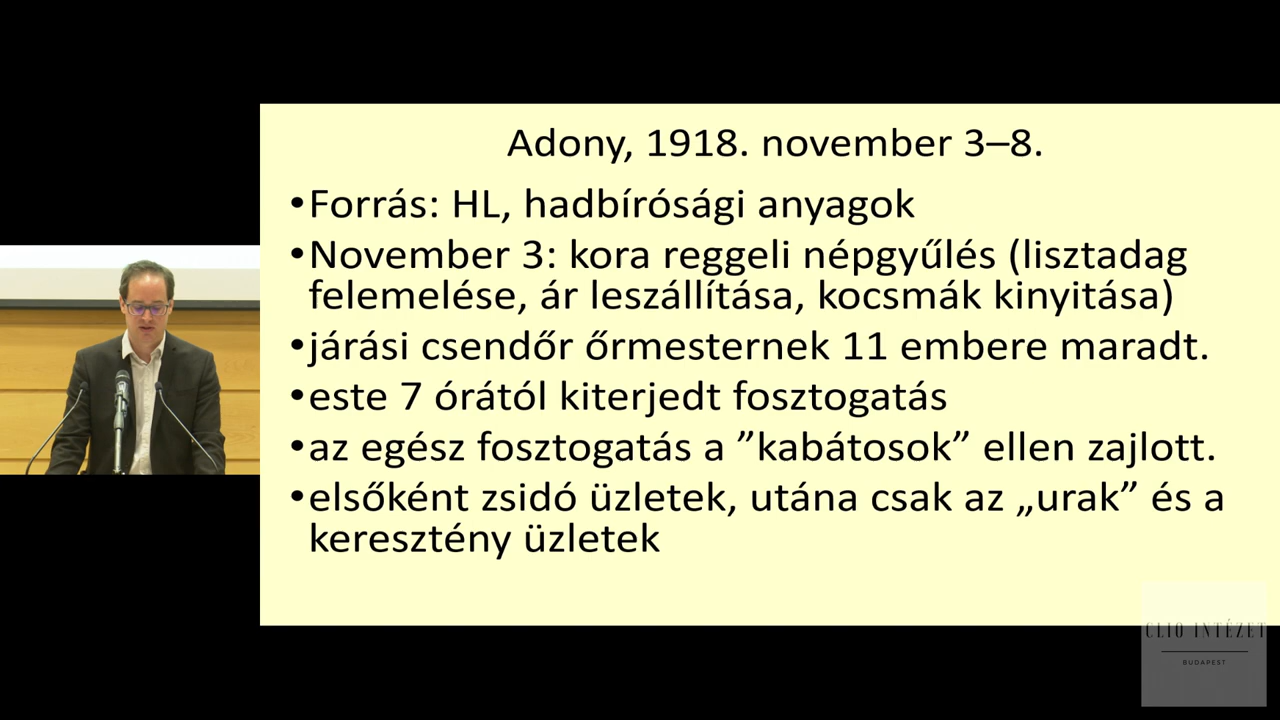 Adony, 1918. november 3–8.
•Forrás: HL, hadbírósági anyagok
•November 3: kora reggeli népgyűlés (lisztadag
felemelése, ár leszállítása, kocsmák kinyitása)
•járási csendőr őrmesternek 11 embere maradt.
•este 7 órától kiterjedt fosztogatás
•az egész fosztogatás a ”kabátosok” ellen zajlott.
•elsőként zsidó üzletek, utána csak az „urak” és a
keresztény üzletek
CLIO INTÉZET
BUDAPEST